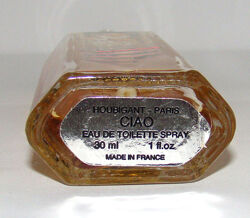 HOUBIGANT - PARIS
CIAO
EAU DE TOILETTE SPRAY
30 ml 1 fl.oz.
MADE IN FRANCE